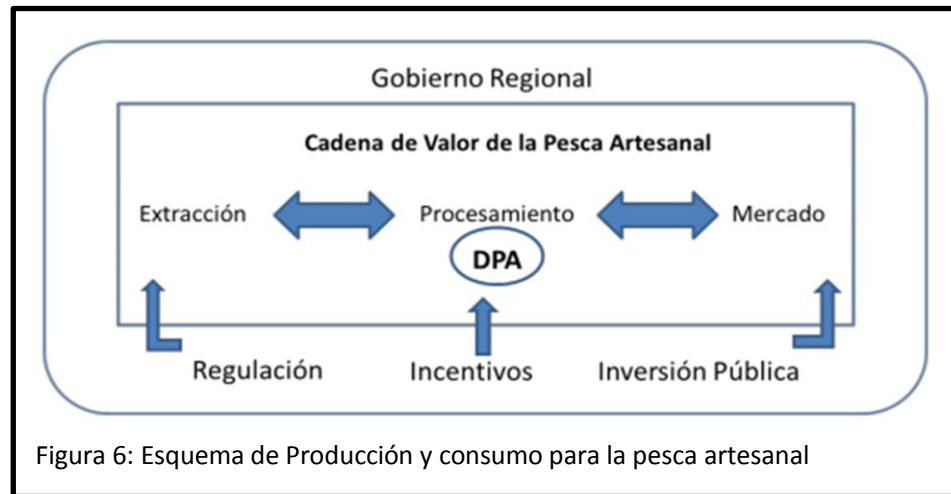 Gobierno Regional
Cadena de Valor de la Pesca Artesanal
Extracción Procesamiento Mercado
DPA
Regulación Incentivos Inversión Pública
Figura 6: Esquema de Producción y consumo para la pesca artesanal